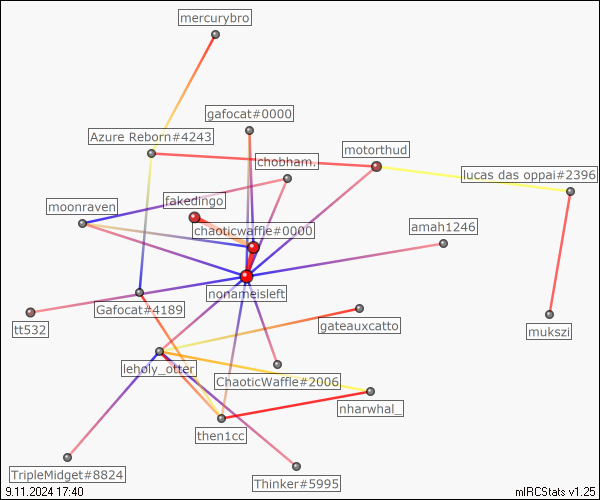 mercurybro
gafocat#0000
Azure Reborn#4243
motorthud
chobham.
lucas das oppai#2396
fakedingo
moonraven
amah1246
chaoticwaffle#0000
nonameisleft
Gafocat#4189
tt532
gateauxcatto
mukszi
leholy_otter
ChaoticWaffle#2006
nharwhal_
then1cc
TripleMidget#8824
Thinker#5995
9.11.2024 17:40
mIRCStats v1.25